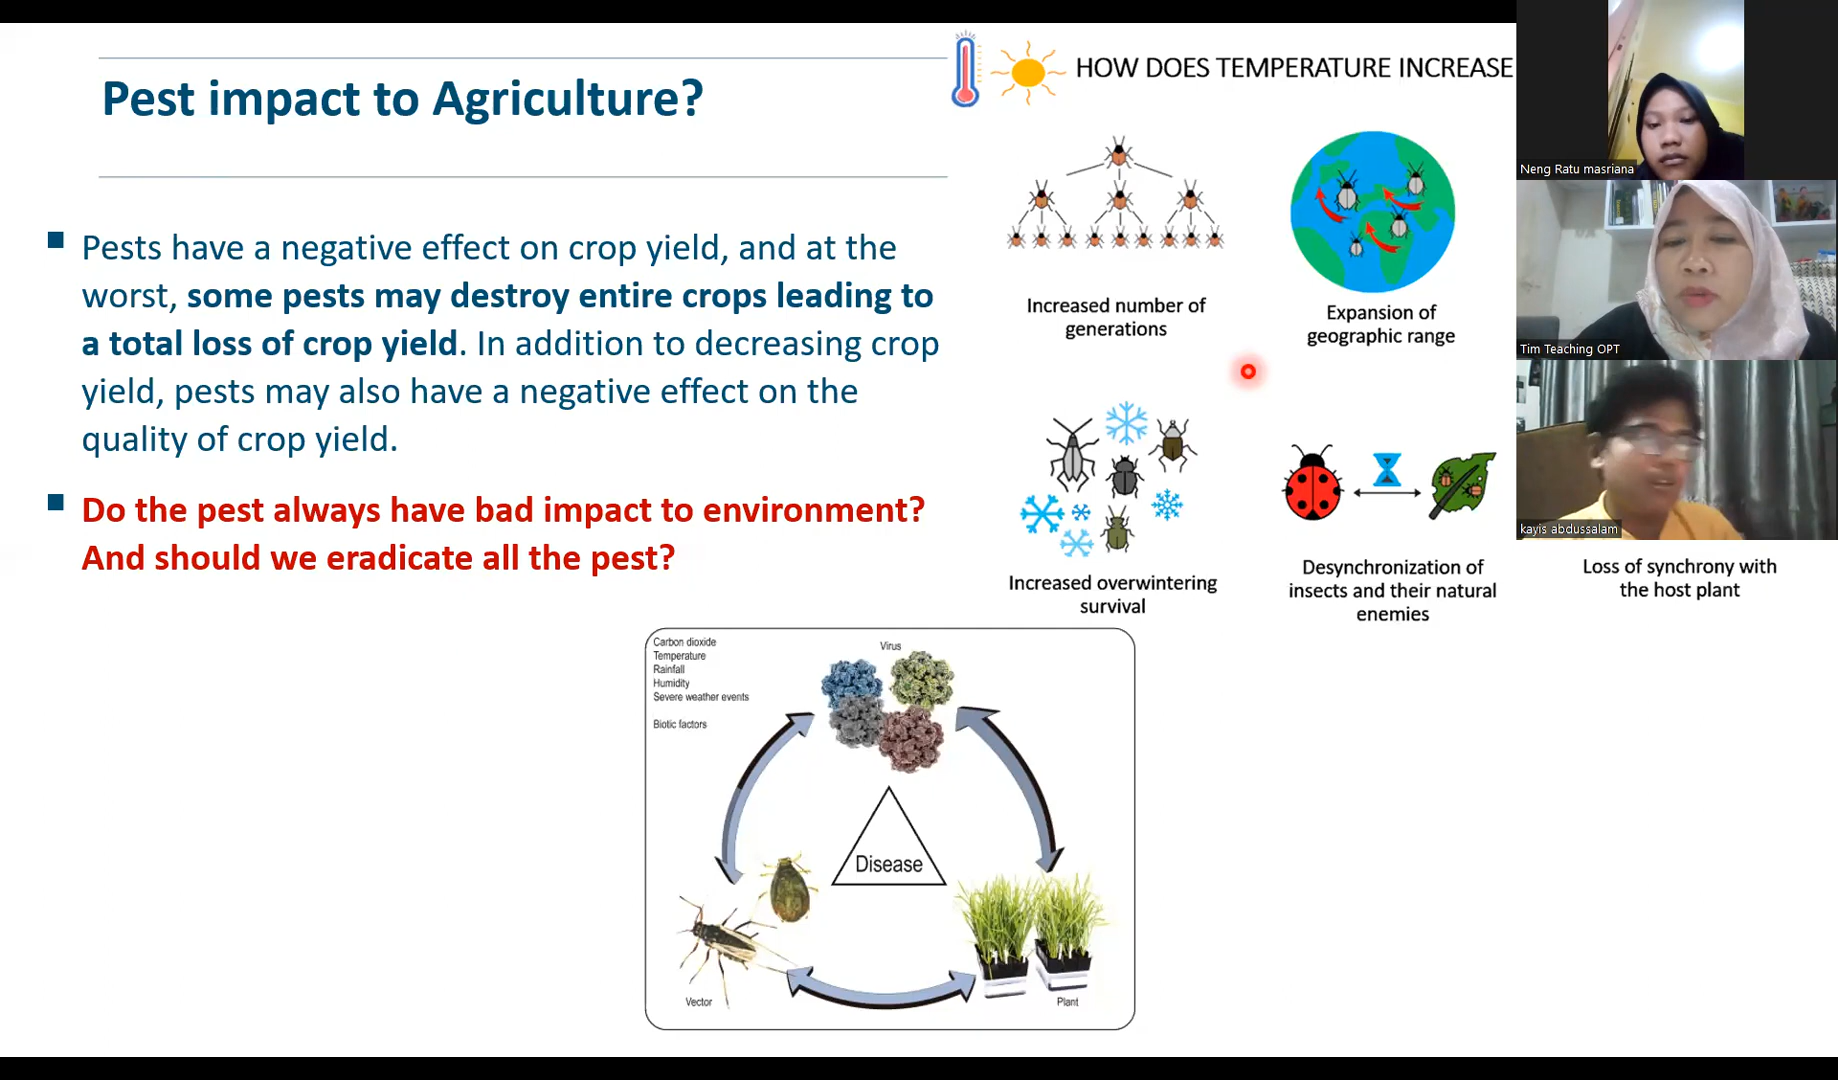 Pest impact to Agriculture?
Pests have a negative effect on crop yield, and at the
worst, some pests may destroy entire crops leading to
a total loss of crop yield. In addition to decreasing crop
yield, pests may also have a negative effect on the
quality of crop yield.
Do the pest always have bad impact to environment?
And should we eradicate all the pest?
HOW DOES TEMPERATURE INCREASE
Increased number of
generations
Expansion of
geographic range
Increased overwintering
survival
Desynchronization of
insects and their natural
enemies
Loss of synchrony with
the host plant
Carbon dioxide
Temperature
Rainfall
Humidity
Severe weather events
Biotic factors
Virus
Disease
Vector
Plant
Neng Ratu masriana
Tim Teaching OPT
kayis abdussalam